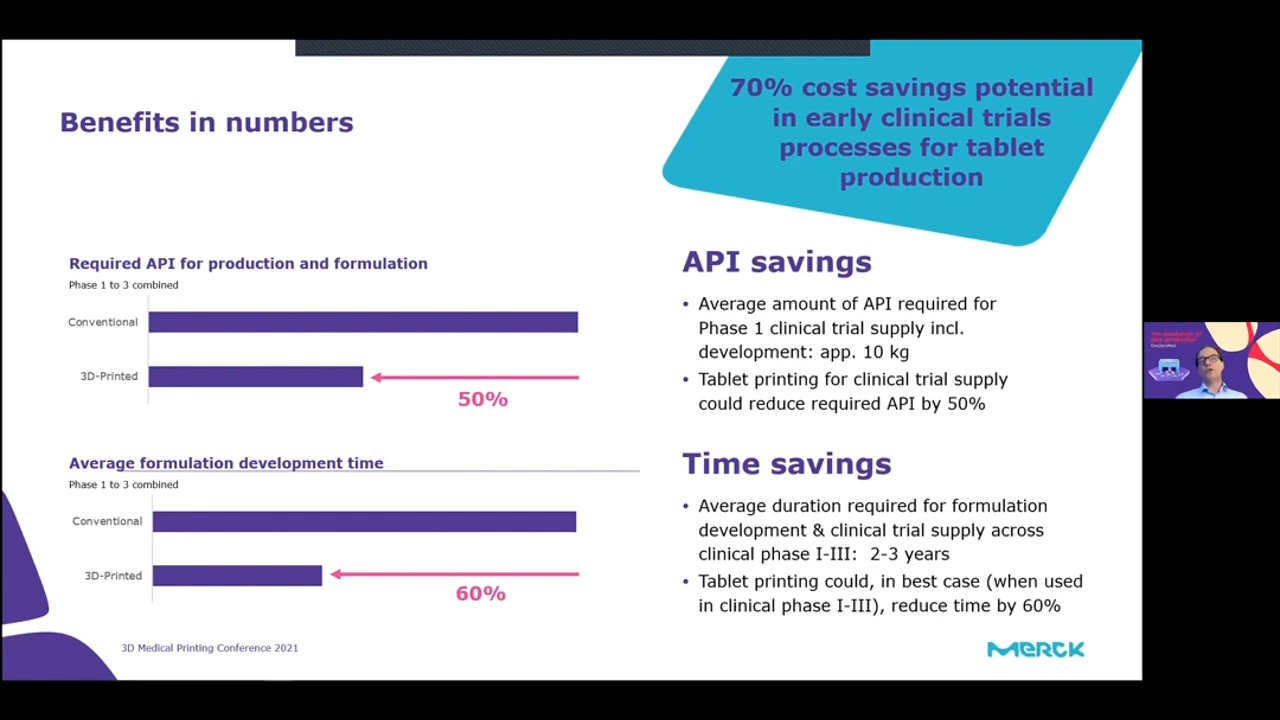 Benefits in numbers
70% cost savings potential
in early clinical trials
processes for tablet
production
Required API for production and formulation
Phase 1 to 3 combined
Conventional
3D-Printed
50%
Average formulation development time
Phase 1 to 3 combined
Conventional
3D-Printed
60%
API savings
• Average amount of API required for
Phase 1 clinical trial supply incl.
development: app. 10 kg
• Tablet printing for clinical trial supply
could reduce required API by 50%
Time savings
• Average duration required for formulation
development & clinical trial supply across
clinical phase I-III: 2-3 years
• Tablet printing could, in best case (when used
in clinical phase I-III), reduce time by 60%
3D Medical Printing Conference 2021
MERCK